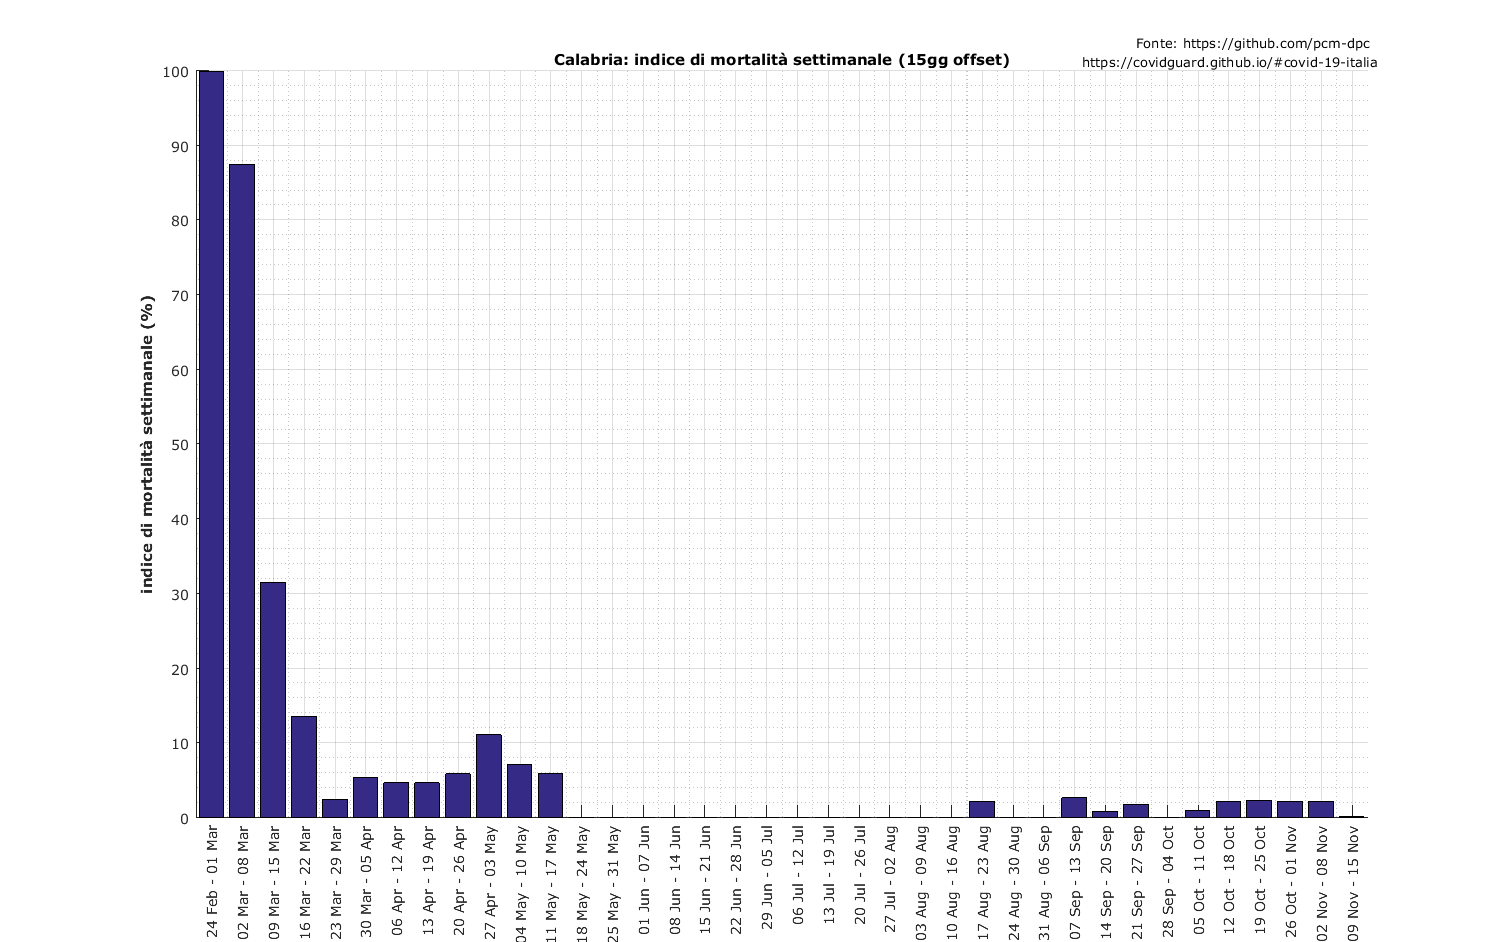 Fonte: https://github.com/pcm-dpc
https://covidguard.github.io/#covid-19-italia
Calabria: indice di mortalità settimanale (15gg offset)
indice di mortalità settimanale (%)
100
90
80
70
60
50
40
30
20
10
0
24 Feb - 01 Mar
02 Mar - 08 Mar
09 Mar - 15 Mar
16 Mar - 22 Mar
23 Mar - 29 Mar
30 Mar - 05 Apr
06 Apr - 12 Apr
13 Apr - 19 Apr
20 Apr - 26 Apr
27 Apr - 03 May
04 May - 10 May
11 May - 17 May
18 May - 24 May
25 May - 31 May
01 Jun - 07 Jun
08 Jun - 14 Jun
15 Jun - 21 Jun
22 Jun - 28 Jun
29 Jun - 05 Jul
06 Jul - 12 Jul
13 Jul - 19 Jul
20 Jul - 26 Jul
27 Jul - 02 Aug
03 Aug - 09 Aug
10 Aug - 16 Aug
17 Aug - 23 Aug
24 Aug - 30 Aug
31 Aug - 06 Sep
07 Sep - 13 Sep
14 Sep - 20 Sep
21 Sep - 27 Sep
28 Sep - 04 Oct
05 Oct - 11 Oct
12 Oct - 18 Oct
19 Oct - 25 Oct
26 Oct - 01 Nov
02 Nov - 08 Nov
09 Nov - 15 Nov